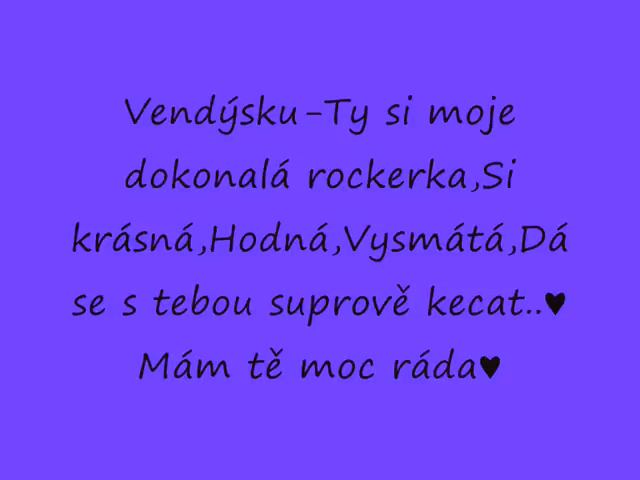 Vendýsku-Ty si moje
dokonalá rockerka,Si
krásná,Hodná,Vysmátá,Dá
se s tebou suprově kecat..♥
Mám tě moc ráda♥